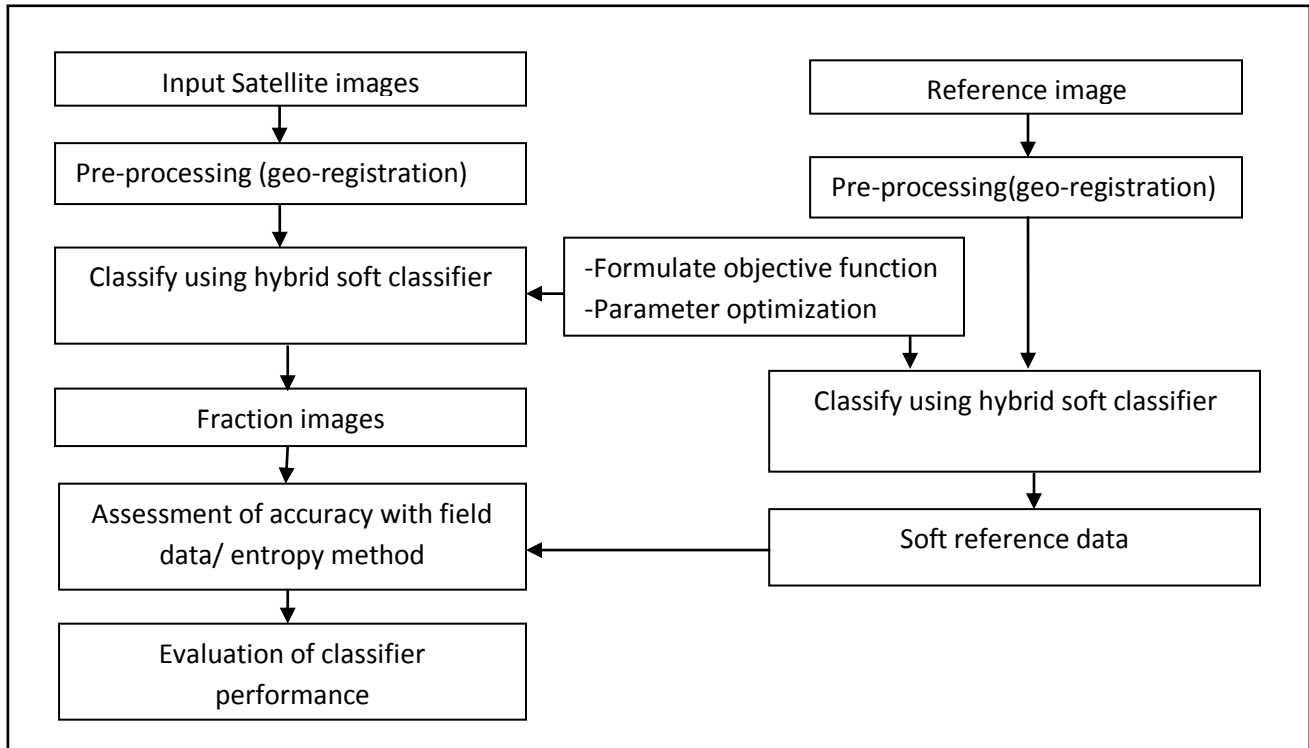 Input Satellite images
Pre-processing (geo-registration)
Classify using hybrid soft classifier
Fraction images
Assessment of accuracy with field
data/ entropy method
Evaluation of classifier
performance
-Formulate objective function
-Parameter optimization
Reference image
Pre-processing(geo-registration)
Classify using hybrid soft classifier
Soft reference data